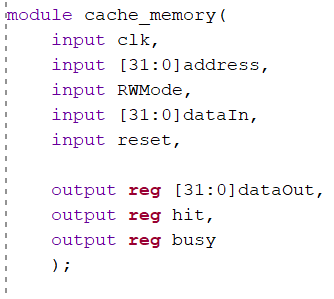 module cache_memory(
input clk,
input [31:0]address,
input RWMode,
input [31:0]dataIn,
input reset,
output reg [31:0]dataOut,
output reg hit,
output reg busy
);